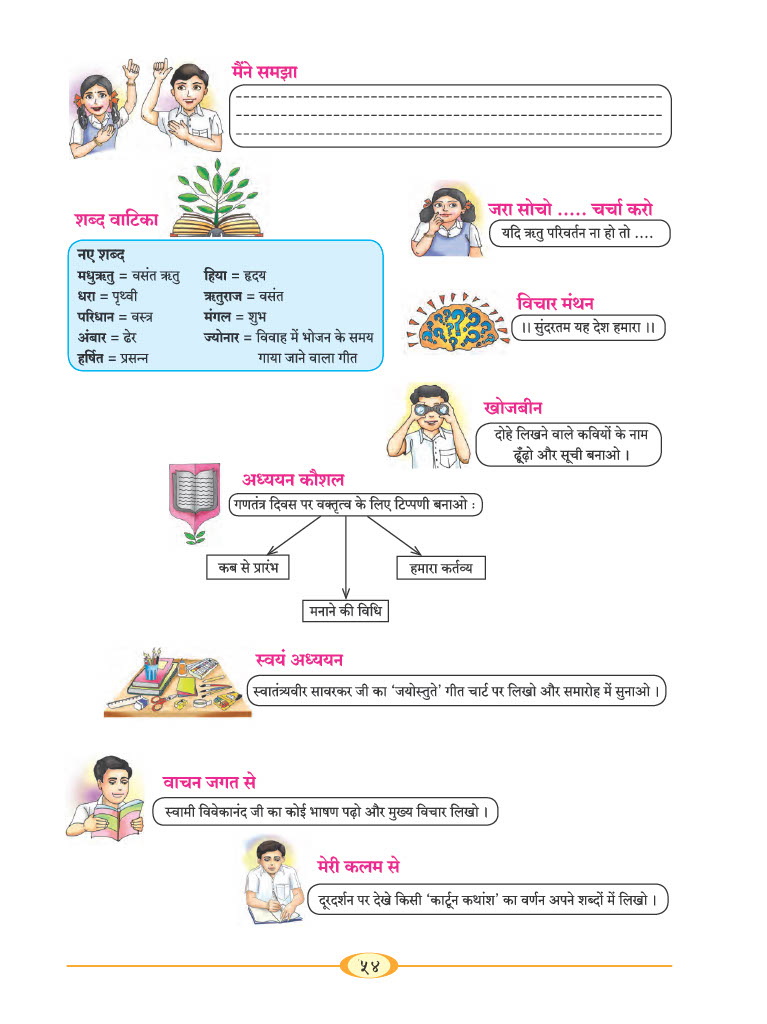 मैंने समझा
शब्द वाटिका
नए शब्द
मधुऋतु = वसंत ऋतु
धरा = पृथ्वी
परिधान = वस्त्र
अंबार = ढेर
हर्षित = प्रसन्न
हिया = हृदय
ऋतुराज = वसंत
मंगल = शुभ
ज्योनार = विवाह में भोजन के समय
गाया जाने वाला गीत
जरा सोचो ..... चर्चा करो
यदि ऋतु परिवर्तन ना हो तो ....
विचार मंथन
।। सुंदरतम यह देश हमारा ।।
खोजबीन
दोहे लिखने वाले कवियों के नाम
ढूँढ़ो और सूची बनाओ ।
अध्ययन कौशल
गणतंत्र दिवस पर वक्तृत्व के लिए टिप्पणी बनाओ :
कब से प्रारंभ
हमारा कर्तव्य
मनाने की विधि
स्वयं अध्ययन
स्वातंत्र्यवीर सावरकर जी का ‘जयोस्तुते’ गीत चार्ट पर लिखो और समारोह में सुनाओ ।
वाचन जगत से
स्वामी विवेकानंद जी का कोई भाषण पढ़ो और मुख्य विचार लिखो ।
मेरी कलम से
दूरदर्शन पर देखे किसी ‘कार्टून कथांश’ का वर्णन अपने शब्दों में लिखो ।
५४